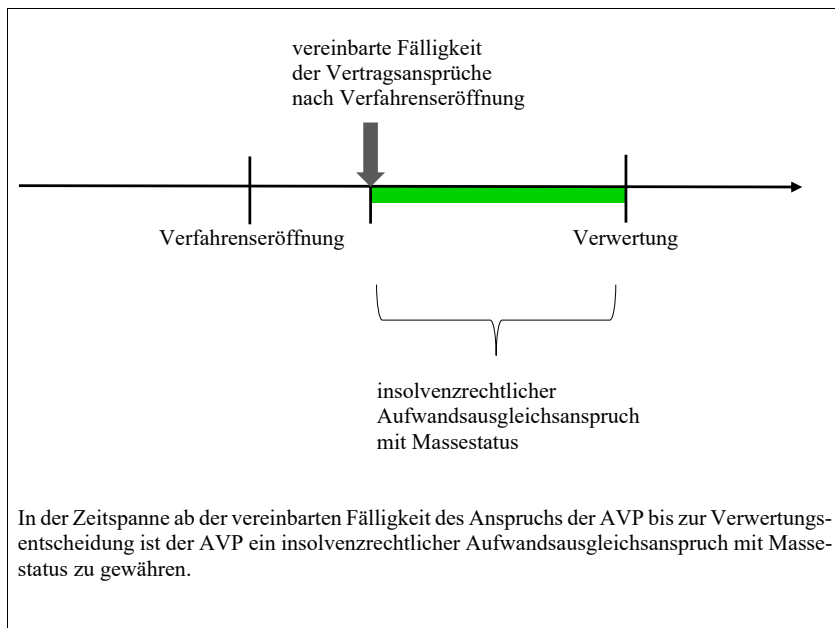 vereinbarte Fälligkeit
der Vertragsansprüche
nach Verfahrenseröffnung
Verfahrenseröffnung
Verwertung
insolvenzrechtlicher
Aufwandsausgleichsanspruch
mit Massestatus
In der Zeitspanne ab der vereinbarten Fälligkeit des Anspruchs der AVP bis zur Verwertungs-
entscheidung ist der AVP ein insolvenzrechtlicher Aufwandsausgleichsanspruch mit Masse-
status zu gewähren.